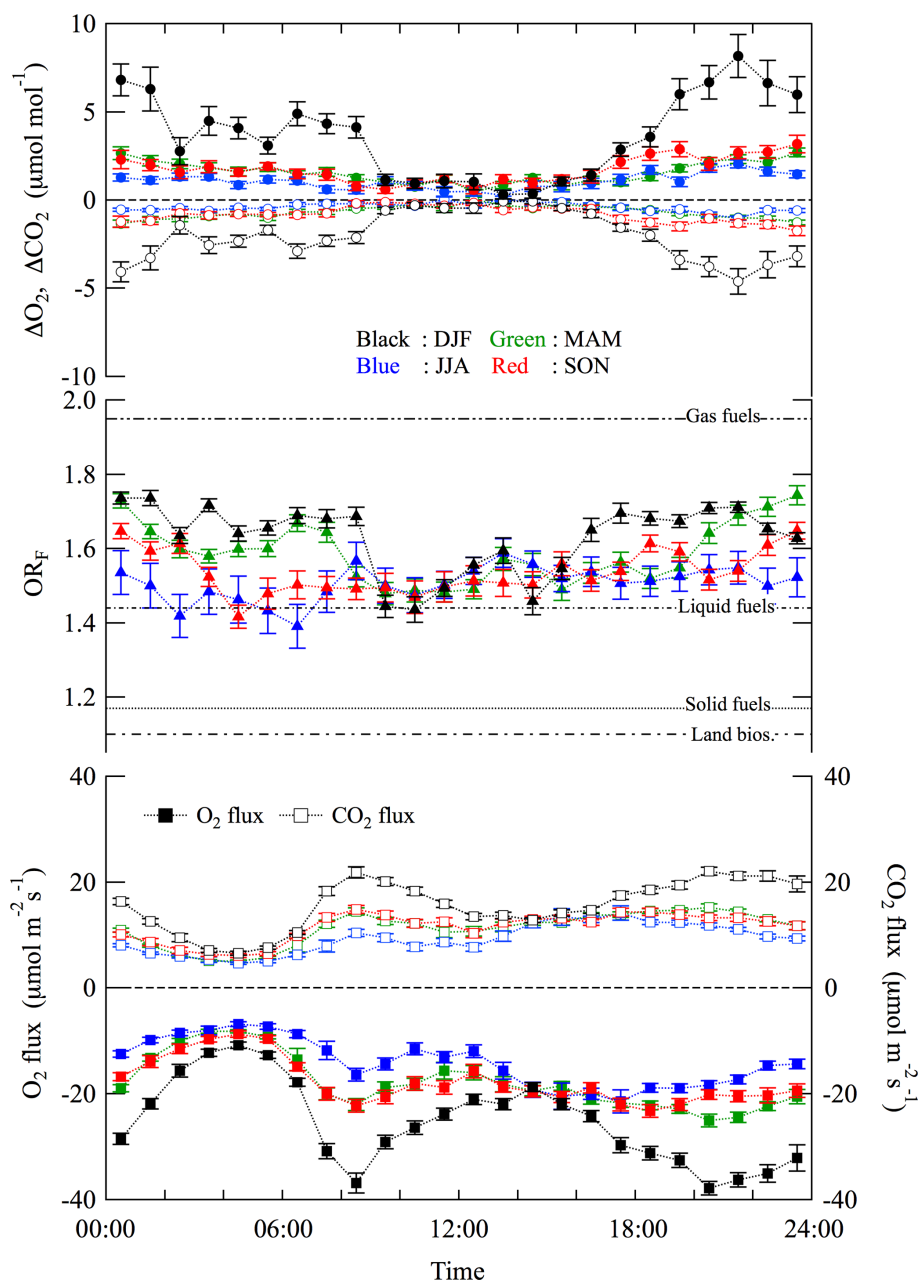 10
5
0
-5
-10
ΔO₂, ΔCO₂ (μmol mol⁻¹)
Black : DJF Green : MAM
Blue : JJA Red : SON
2.0
1.8
1.6
1.4
1.2
OR_F
Gas fuels
Liquid fuels
Solid fuels
Land bios.
40
20
0
-20
-40
O₂ flux (μmol m⁻² s⁻¹)
O₂ flux CO₂ flux
40
20
0
-20
-40
CO₂ flux (μmol m⁻² s⁻¹)
00:00 06:00 12:00 18:00 24:00
Time